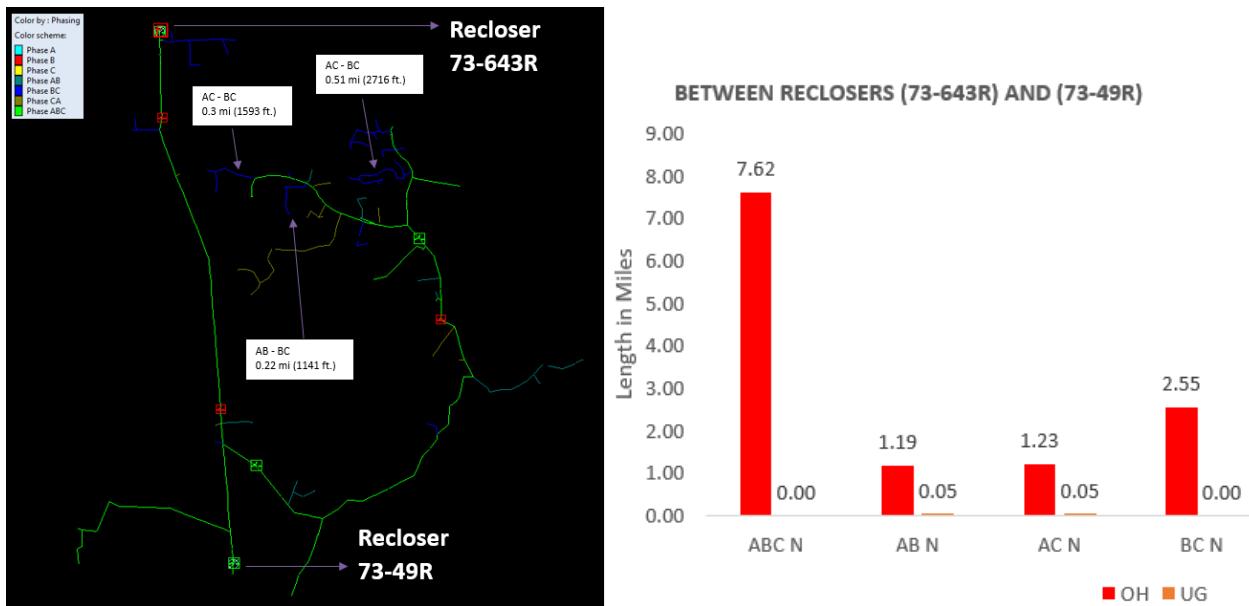 Color by : Phasing
Color scheme:
Phase A
Phase B
Phase C
Phase AB
Phase BC
Phase CA
Phase ABC
Recloser
73-643R
AC - BC
0.51 mi (2716 ft.)
AC - BC
0.3 mi (1593 ft.)
AB - BC
0.22 mi (1141 ft.)
Recloser
73-49R
BETWEEN RECLOSERS (73-643R) AND (73-49R)
Length in Miles
9.00
8.00
7.00
6.00
5.00
4.00
3.00
2.00
1.00
0.00
7.62
0.00
1.19
0.05
1.23
0.05
2.55
0.00
ABC N
AB N
AC N
BC N
OH
UG